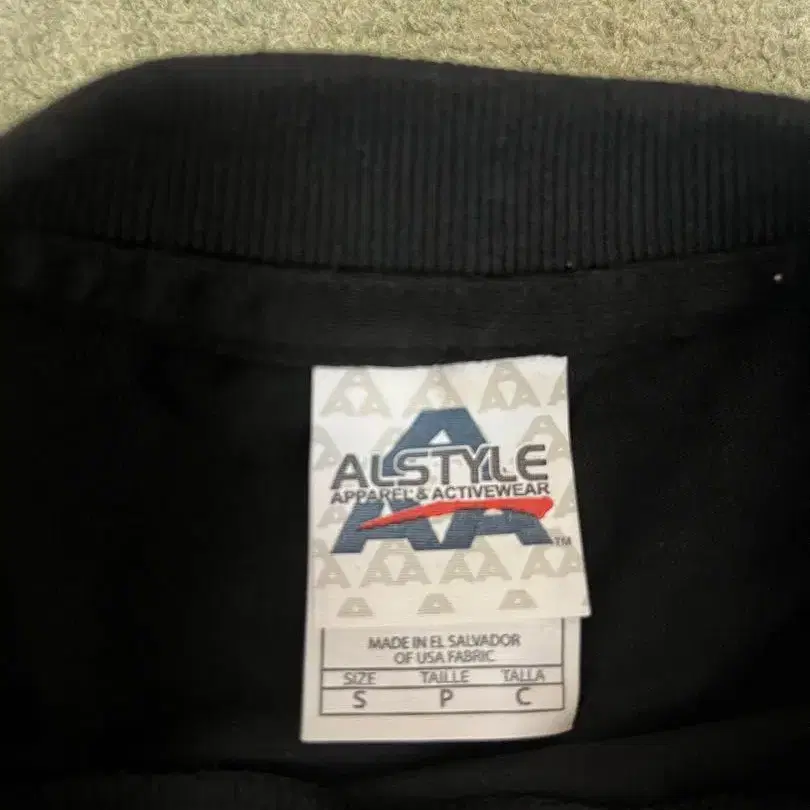 ALSTYLE
APPAREL & ACTIVEWEAR
TM
MADE IN EL SALVADOR
OF USA FABRIC
SIZE TAILLE TALLA
S P C